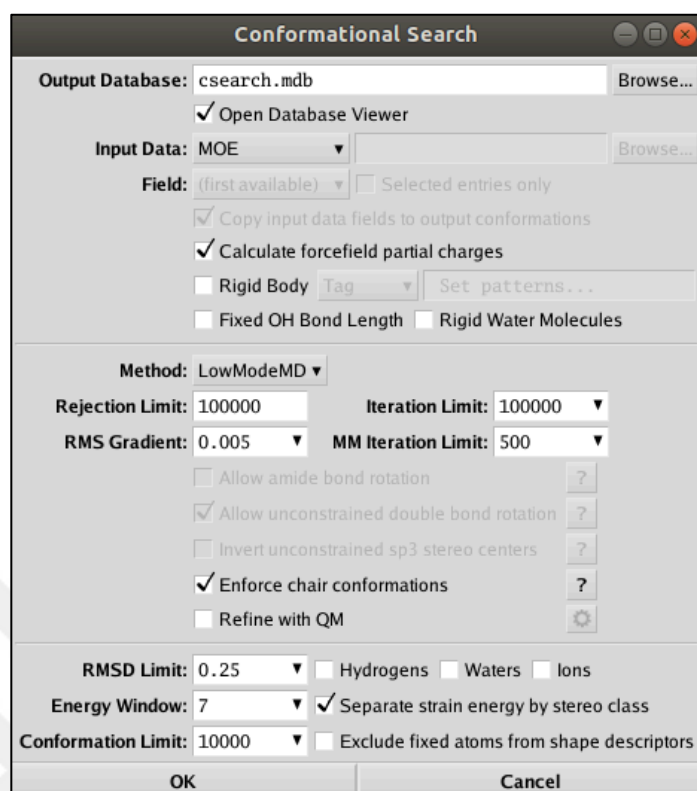 Conformational Search
Output Database: csearch.mdb Browse...
Open Database Viewer
Input Data: MOE Browse...
Field: (first available) Selected entries only
Copy input data fields to output conformations
Calculate forcefield partial charges
Rigid Body Tag Set patterns...
Fixed OH Bond Length Rigid Water Molecules
Method: LowModeMD
Rejection Limit: 100000 Iteration Limit: 100000
RMS Gradient: 0.005 MM Iteration Limit: 500
Allow amide bond rotation ?
Allow unconstrained double bond rotation ?
Invert unconstrained sp3 stereo centers ?
Enforce chair conformations ?
Refine with QM
RMSD Limit: 0.25 Hydrogens Waters Ions
Energy Window: 7 Separate strain energy by stereo class
Conformation Limit: 10000 Exclude fixed atoms from shape descriptors
OK Cancel